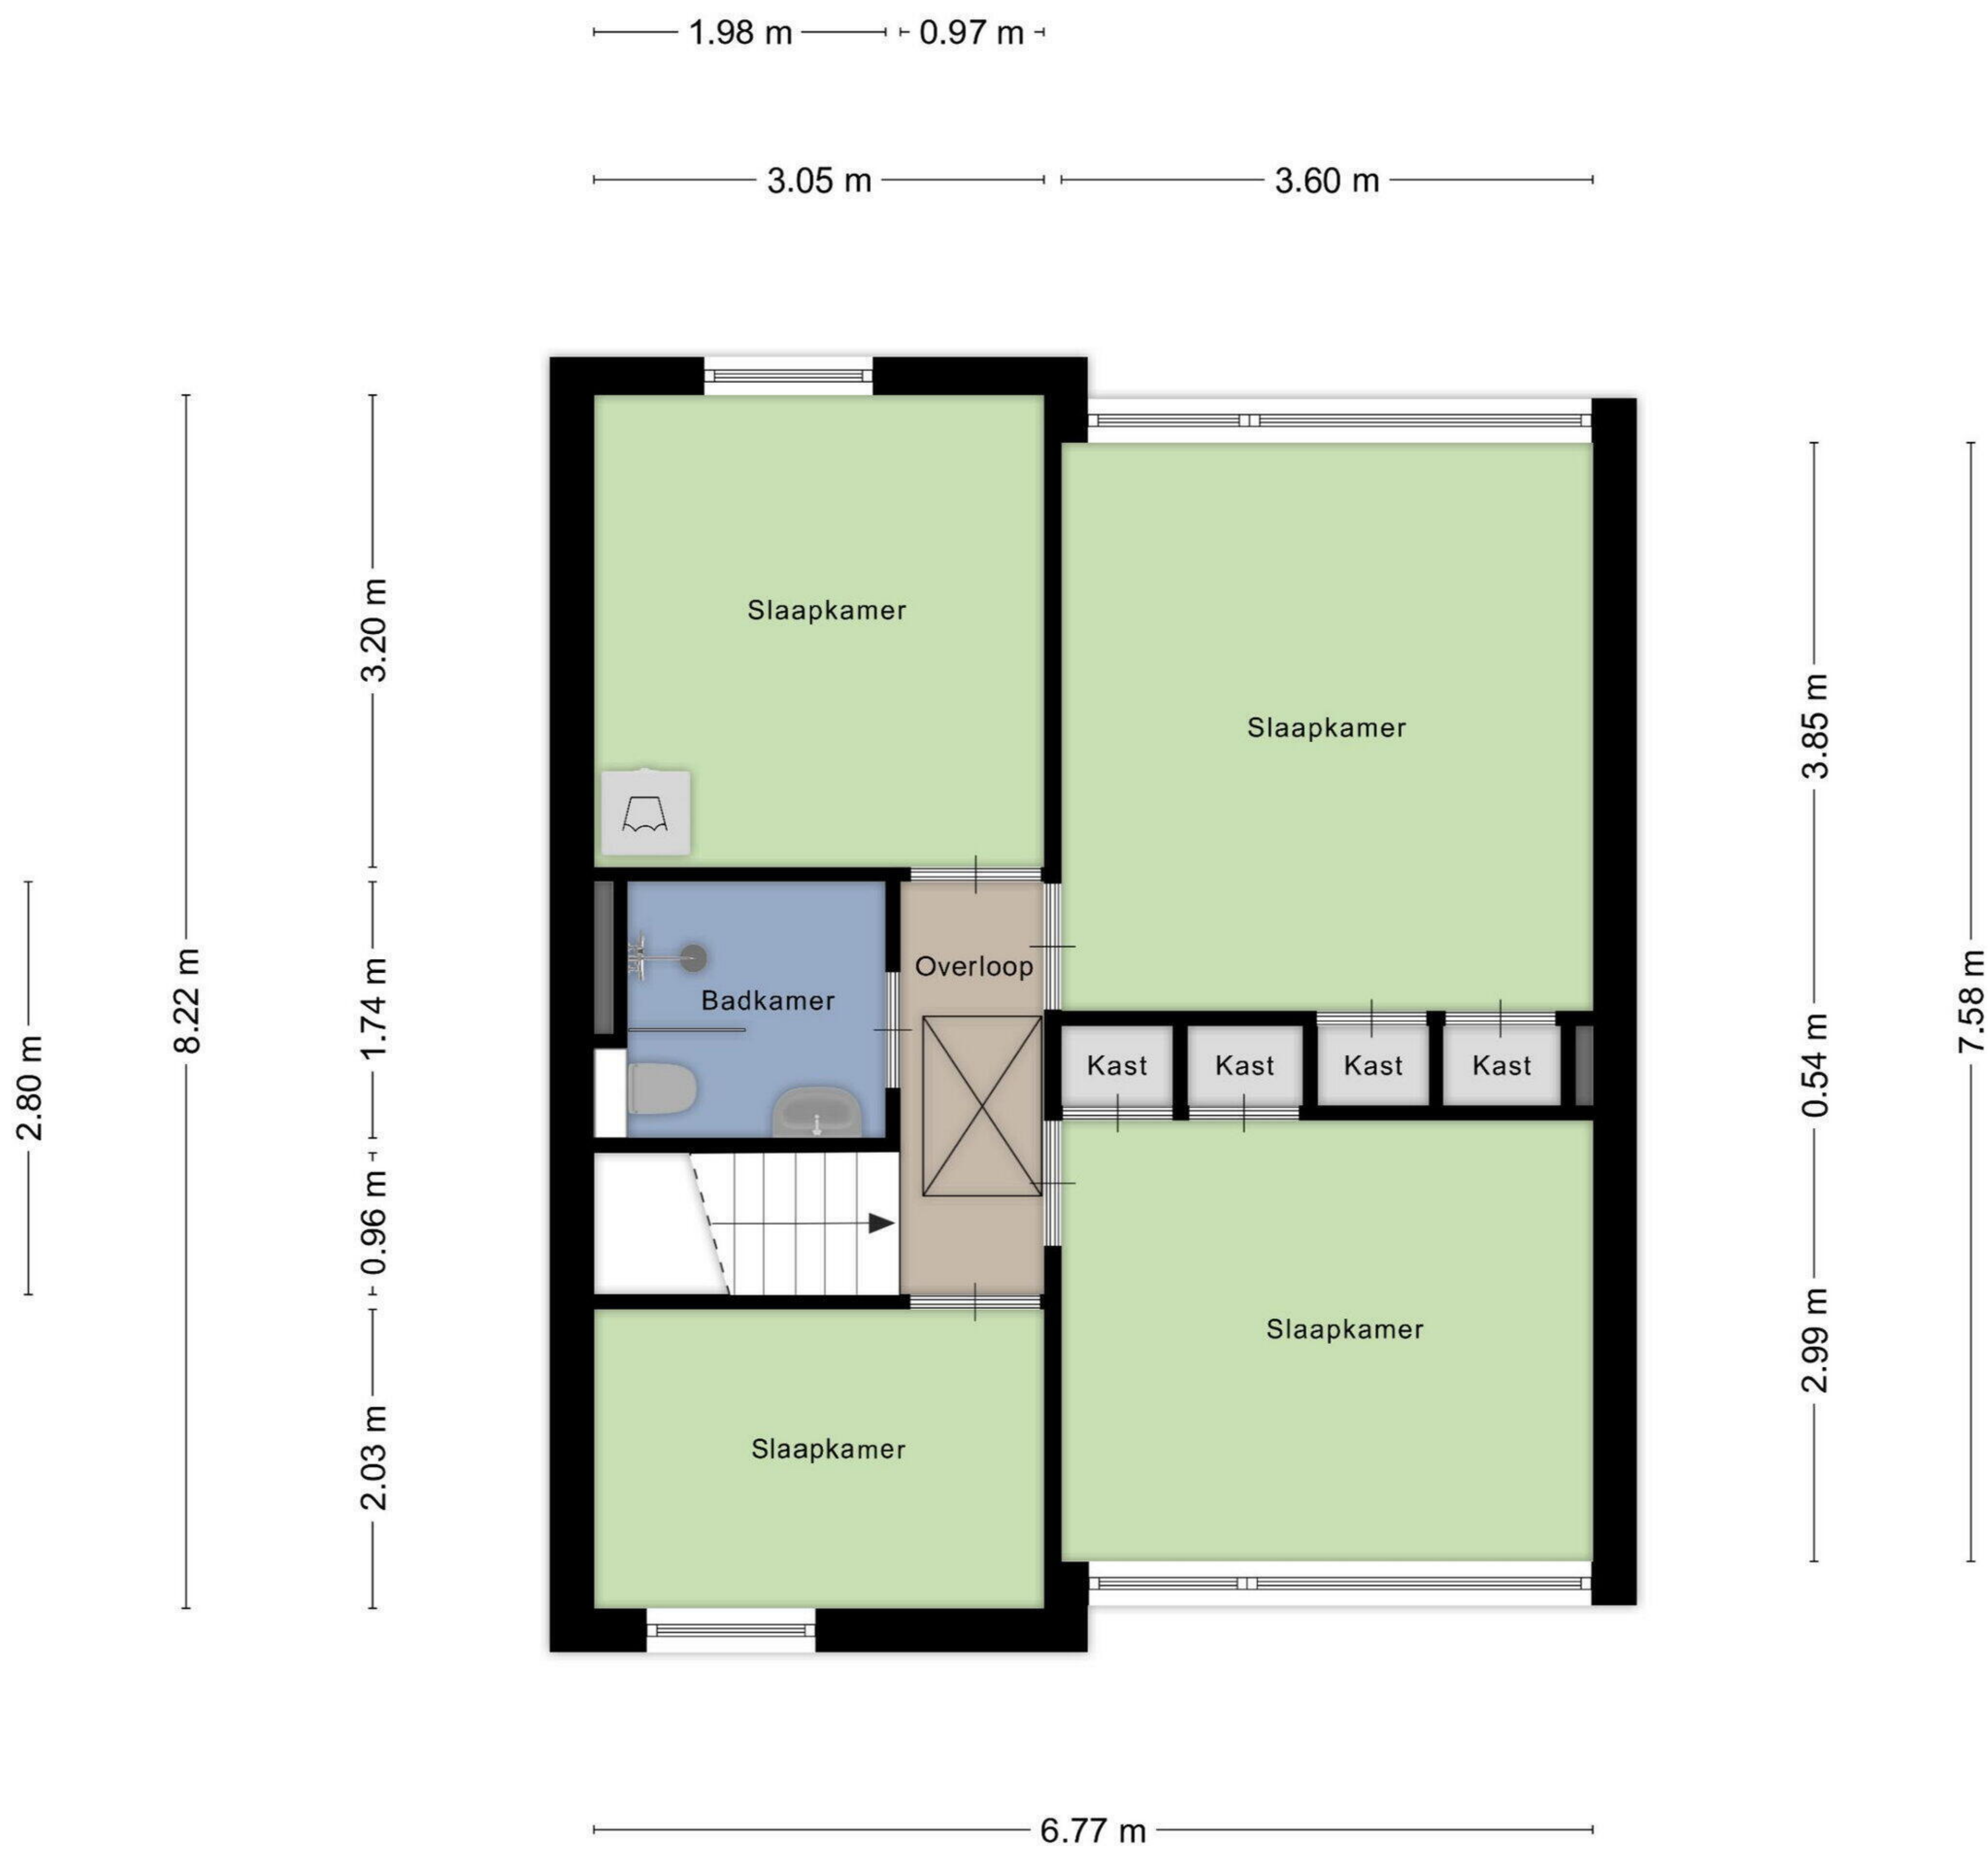 1.98 m
0.97 m
3.05 m
3.60 m
Slaapkamer
Slaapkamer
3.20 m
3.85 m
Badkamer
Overloop
Kast
Kast
Kast
Kast
2.80 m
8.22 m
1.74 m
0.96 m
2.03 m
0.54 m
2.99 m
7.58 m
Slaapkamer
Slaapkamer
6.77 m